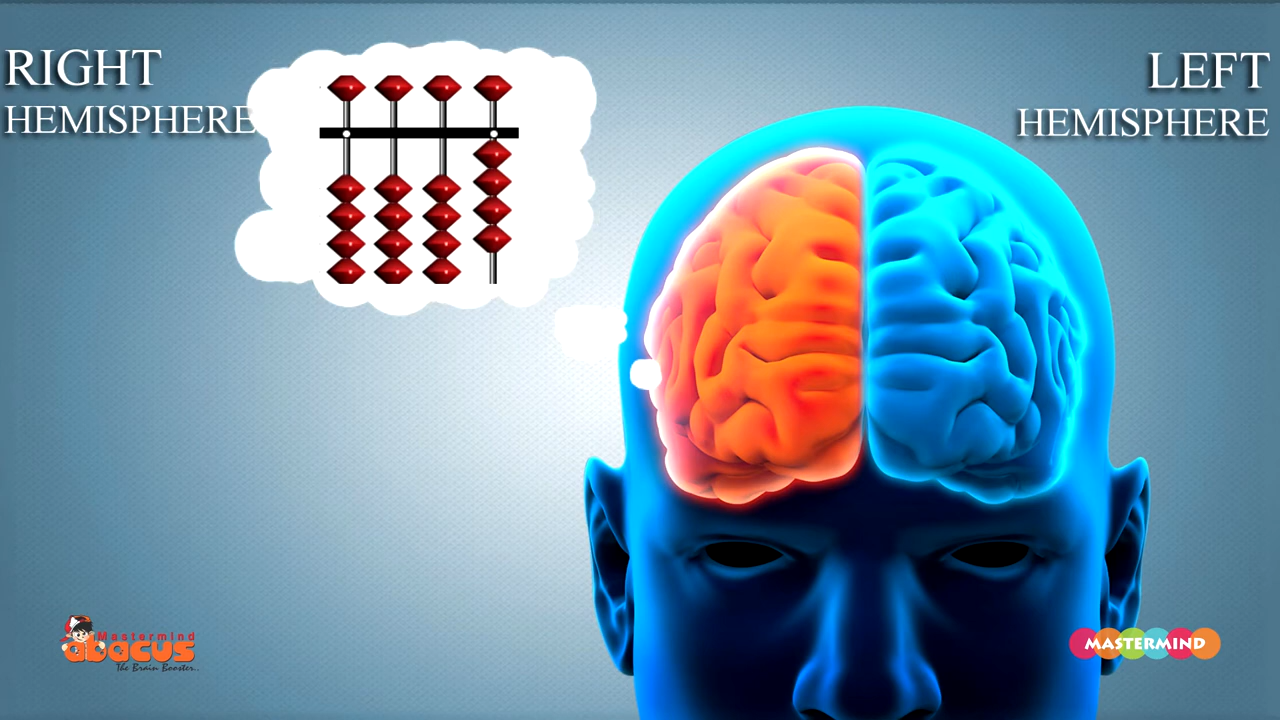 RIGHT
HEMISPHERE
LEFT
HEMISPHERE
Mastermind
abacus
The Brain Booster..
MASTERMIND